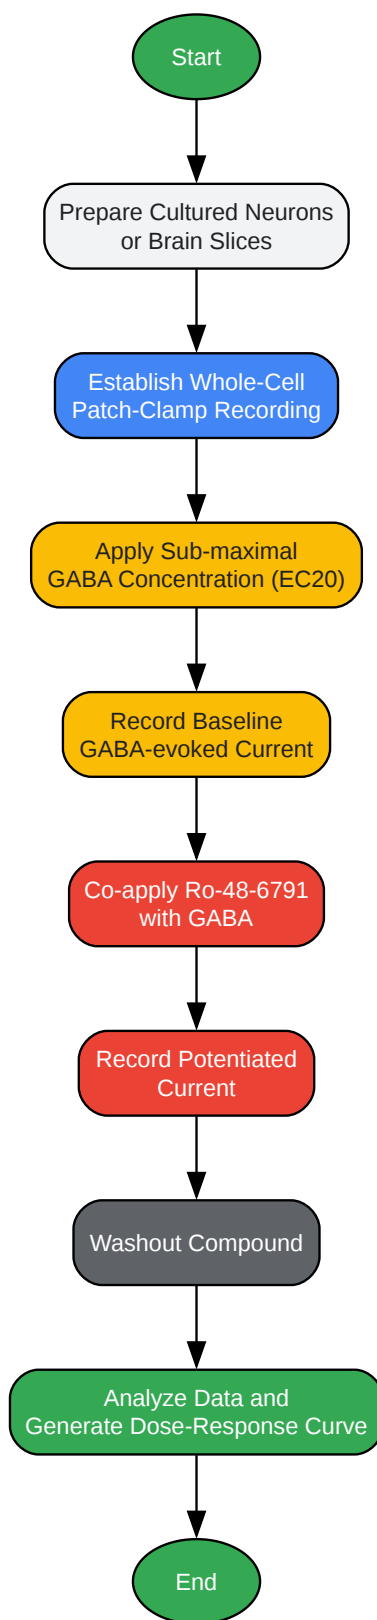 Start
Prepare Cultured Neurons
or Brain Slices
Establish Whole-Cell
Patch-Clamp Recording
Apply Sub-maximal
GABA Concentration (EC20)
Record Baseline
GABA-evoked Current
Co-apply Ro-48-6791
with GABA
Record Potentiated
Current
Washout Compound
Analyze Data and
Generate Dose-Response Curve
End